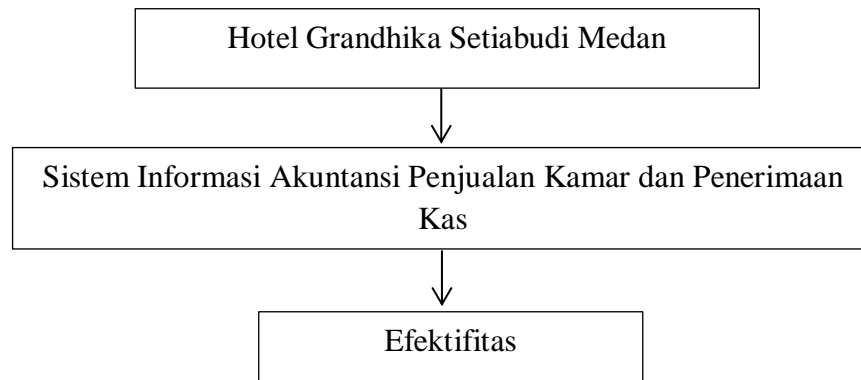 Hotel Grandhika Setiabudi Medan
Sistem Informasi Akuntansi Penjualan Kamar dan Penerimaan
Kas
Efektifitas